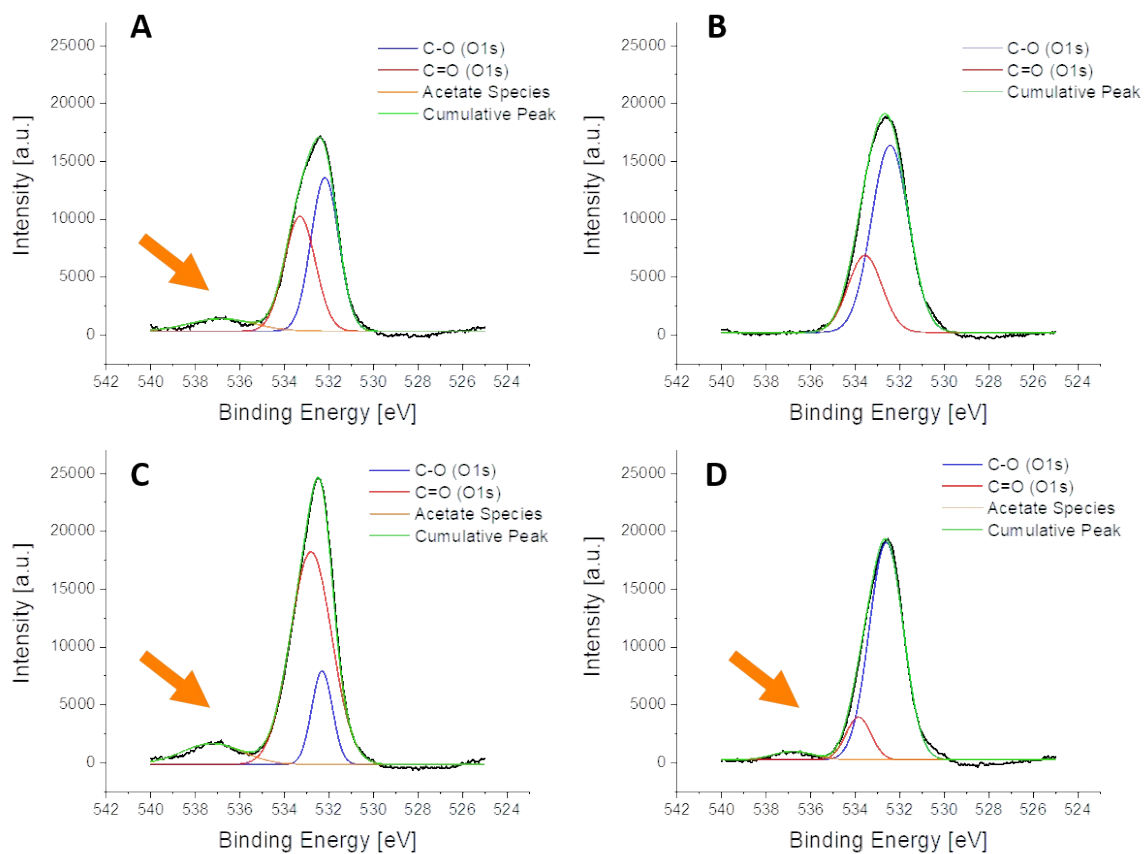 A
C-O (O1s)
C=O (O1s)
Acetate Species
Cumulative Peak
Intensity [a.u.]
25000
20000
15000
10000
5000
0
542 540 538 536 534 532 530 528 526 524
Binding Energy [eV]
B
C-O (O1s)
C=O (O1s)
Cumulative Peak
Intensity [a.u.]
25000
20000
15000
10000
5000
0
542 540 538 536 534 532 530 528 526 524
Binding Energy [eV]
C
C-O (O1s)
C=O (O1s)
Acetate Species
Cumulative Peak
Intensity [a.u.]
25000
20000
15000
10000
5000
0
542 540 538 536 534 532 530 528 526 524
Binding Energy [eV]
D
C-O (O1s)
C=O (O1s)
Acetate Species
Cumulative Peak
Intensity [a.u.]
25000
20000
15000
10000
5000
0
542 540 538 536 534 532 530 528 526 524
Binding Energy [eV]